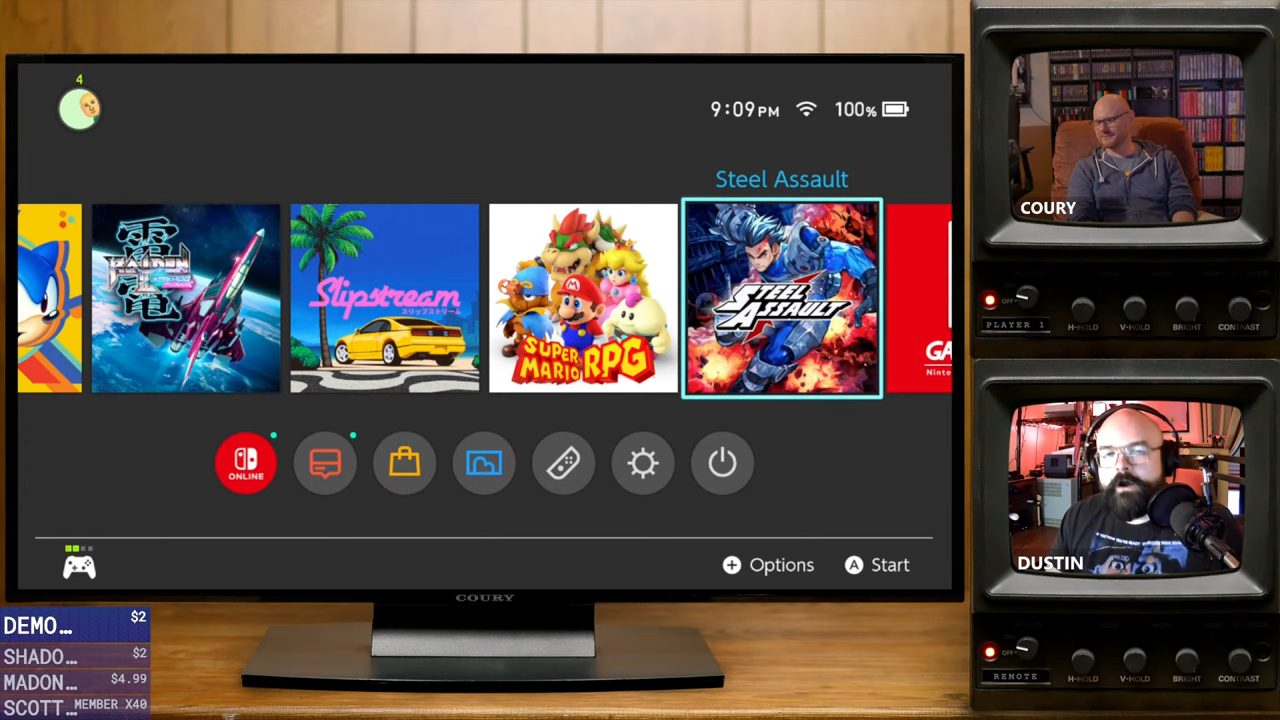 4
9:09PM
100%
Steel Assault
雷電
RAIDEN
Slipstream
スリップストリーム
SUPER
MARIO RPG
STEEL
ASSAULT
GA
Ninte
ONLINE
Options
A Start
COURY
DEMO… $2
SHADO… $2
MADON… $4.99
SCOTT… MEMBER X40
COURY
OFF
PLAYER 1
H-HOLD V-HOLD BRIGHT CONTRAST
DUSTIN
OFF
REMOTE
H-HOLD V-HOLD BRIGHT CONTRAST